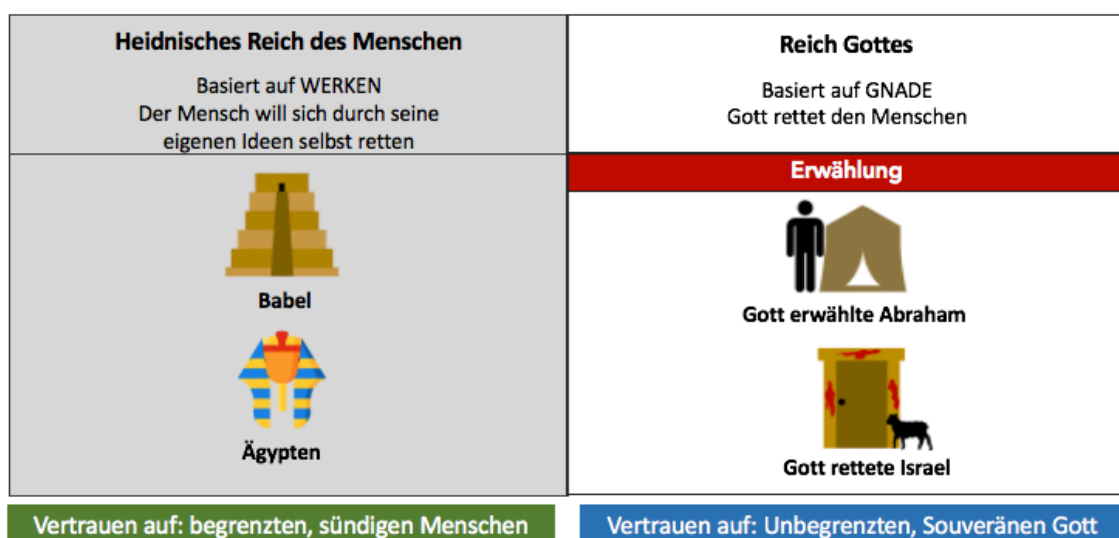 Heidnisches Reich des Menschen
Basiert auf WERKEN
Der Mensch will sich durch seine
eigenen Ideen selbst retten
Reich Gottes
Basiert auf GNADE
Gott rettet den Menschen
Babel
Ägypten
Erwählung
Gott erwählte Abraham
Gott rettete Israel
Vertrauen auf: begrenzten, sündigen Menschen
Vertrauen auf: Unbegrenzten, Souveränen Gott